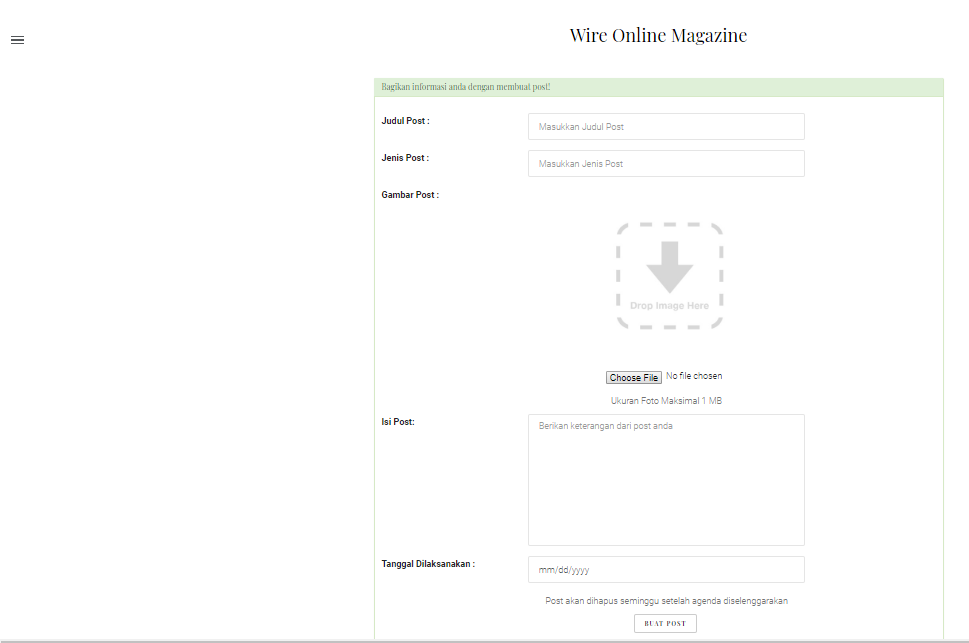 Wire Online Magazine
Bagikan informasi anda dengan membuat post!
Judul Post :
Masukkan Judul Post
Jenis Post :
Masukkan Jenis Post
Gambar Post :
Drop Image Here
Choose File No file chosen
Ukuran Foto Maksimal 1 MB
Isi Post:
Berikan keterangan dari post anda
Tanggal Dilaksanakan :
mm/dd/yyyy
Post akan dihapus seminggu setelah agenda diselenggarakan
BUAT POST